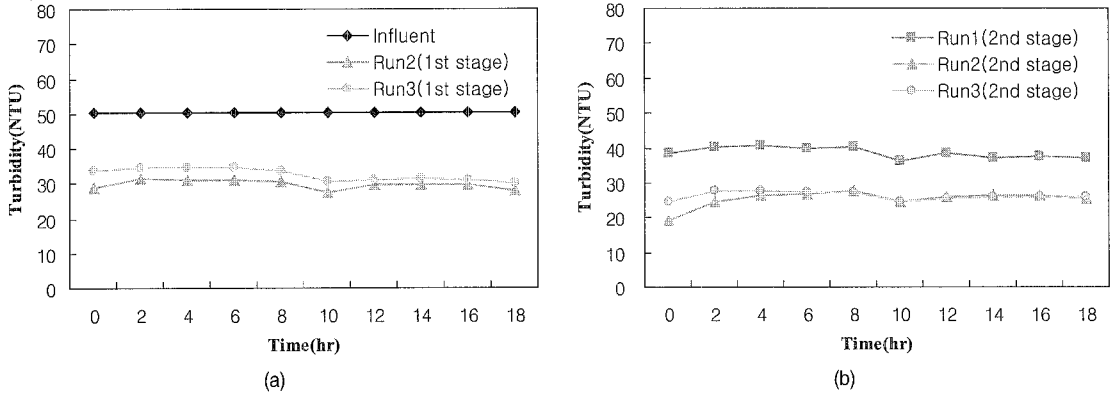 80
70
60
50
40
30
20
10
0
Turbidity(NTU)
Influent
Run2(1st stage)
Run3(1st stage)
0 2 4 6 8 10 12 14 16 18
Time(hr)
(a)
80
70
60
50
40
30
20
10
0
Turbidity(NTU)
Run1(2nd stage)
Run2(2nd stage)
Run3(2nd stage)
0 2 4 6 8 10 12 14 16 18
Time(hr)
(b)